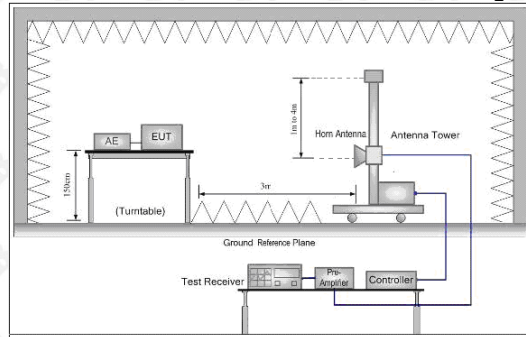 AE
EUT
150cm
(Turntable)
3m
1m to 4m
Horn Antenna
Antenna Tower
Ground Reference Plane
Test Receiver
Pre-
Amplifier
Controller